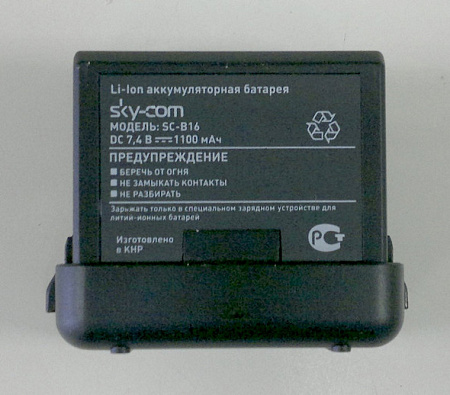 Li-Ion аккумуляторная батарея
sky-com
МОДЕЛЬ: SC-B16
DC 7,4 В 1100 мАч
ПРЕДУПРЕЖДЕНИЕ
БЕРЕЧЬ ОТ ОГНЯ
НЕ ЗАМЫКАТЬ КОНТАКТЫ
НЕ РАЗБИРАТЬ
Заряжать только в специальном зарядном устройстве для
литий-ионных батарей
Изготовлено
в КНР
РСТ